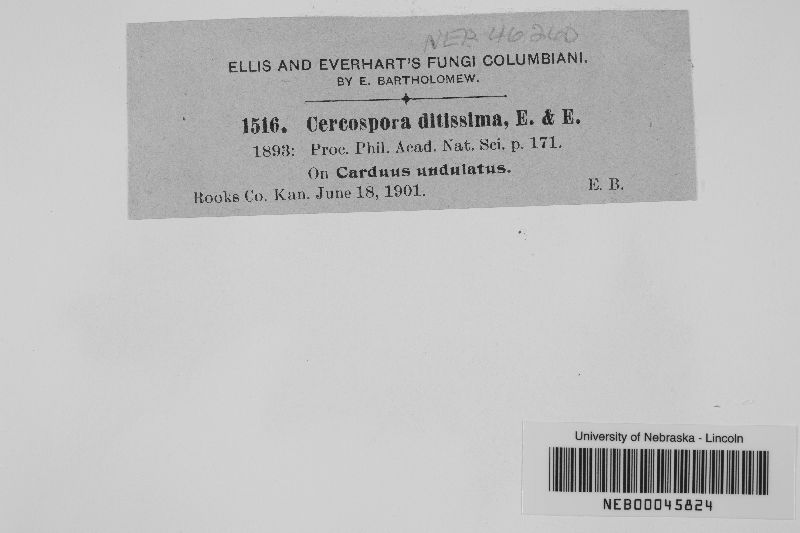 NEB 46260
ELLIS AND EVERHART'S FUNGI COLUMBIANI.
BY E. BARTHOLOMEW.
1516. Cercospora ditissima, E. & E.
1893: Proc. Phil. Acad. Nat. Sci. p. 171.
On Carduus undulatus.
Rooks Co. Kan. June 18, 1901. E. B.
University of Nebraska - Lincoln
NEB00045824